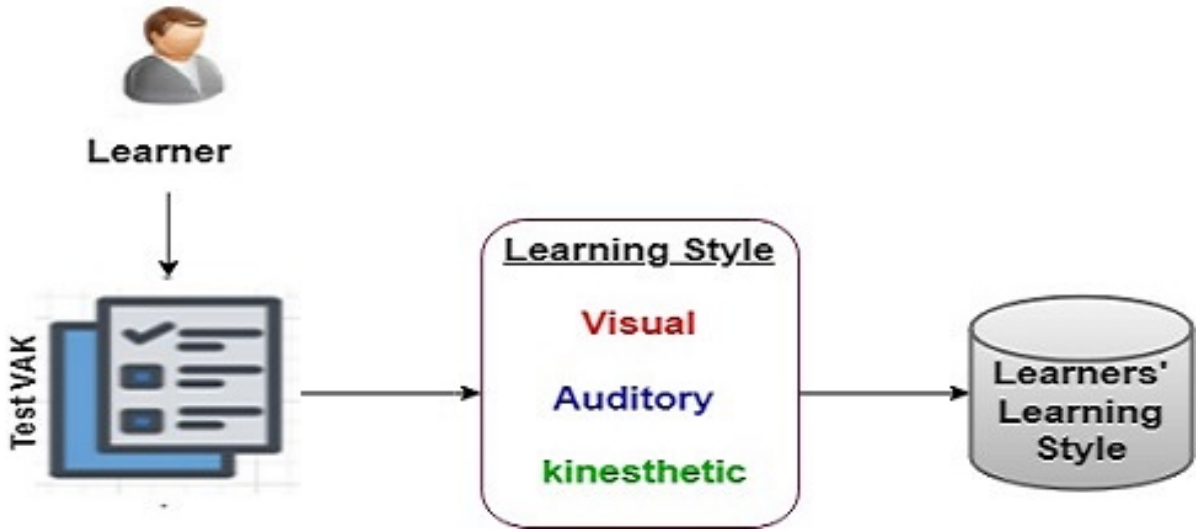 Learner
Test VAK
Learning Style
Visual
Auditory
kinesthetic
Learners'
Learning
Style